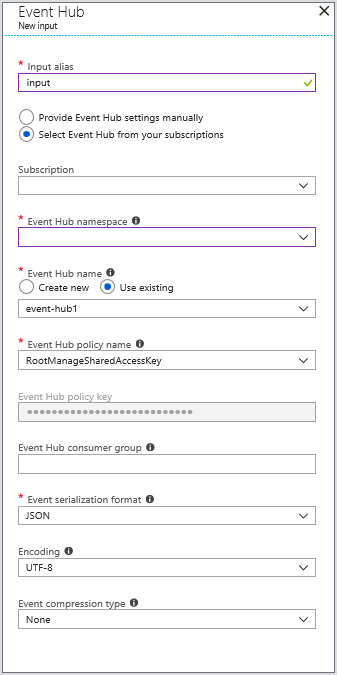 Event Hub
New input
* Input alias
input
Provide Event Hub settings manually
Select Event Hub from your subscriptions
Subscription
* Event Hub namespace
* Event Hub name
Create new Use existing
event-hub1
* Event Hub policy name
RootManageSharedAccessKey
Event Hub policy key
••••••••••••••••••••••••••••
Event Hub consumer group
* Event serialization format
JSON
Encoding
UTF-8
Event compression type
None